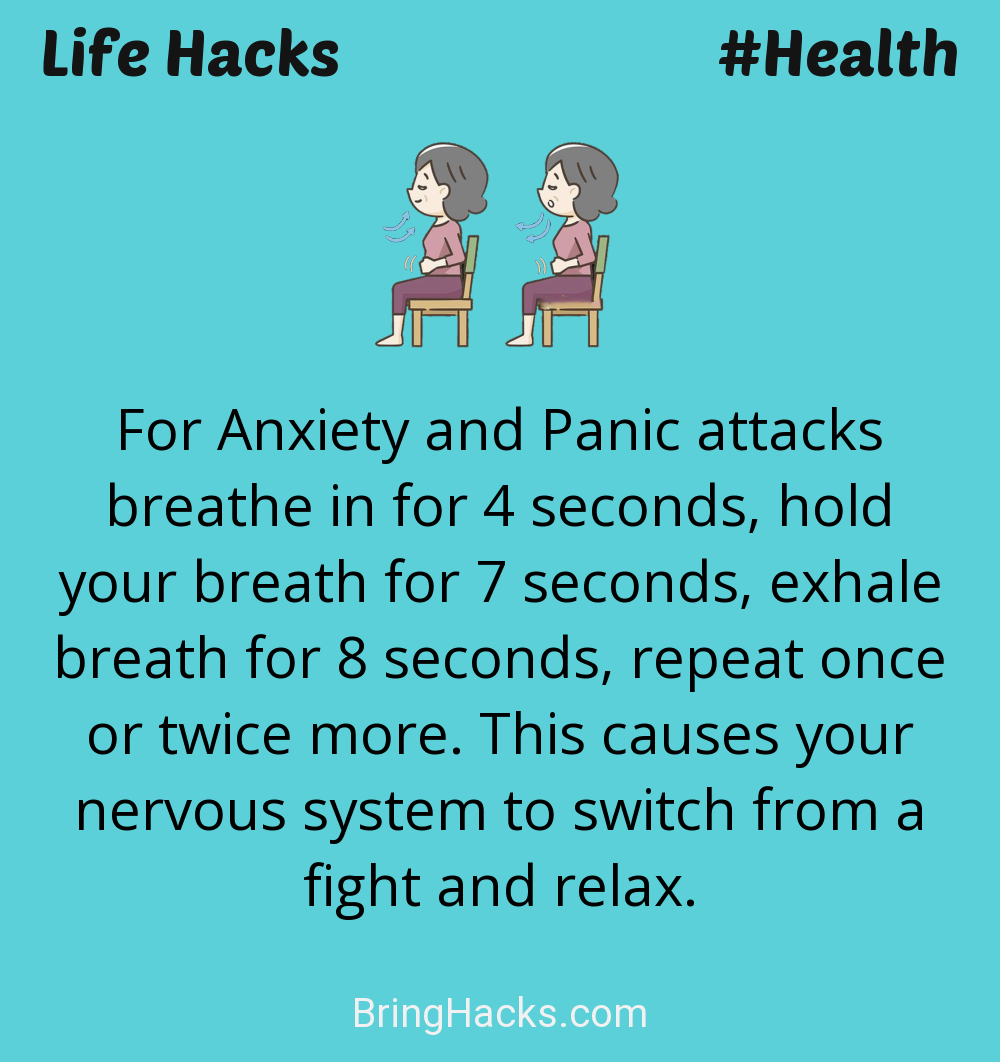 Life Hacks
#Health
For Anxiety and Panic attacks
breathe in for 4 seconds, hold
your breath for 7 seconds, exhale
breath for 8 seconds, repeat once
or twice more. This causes your
nervous system to switch from a
fight and relax.
BringHacks.com